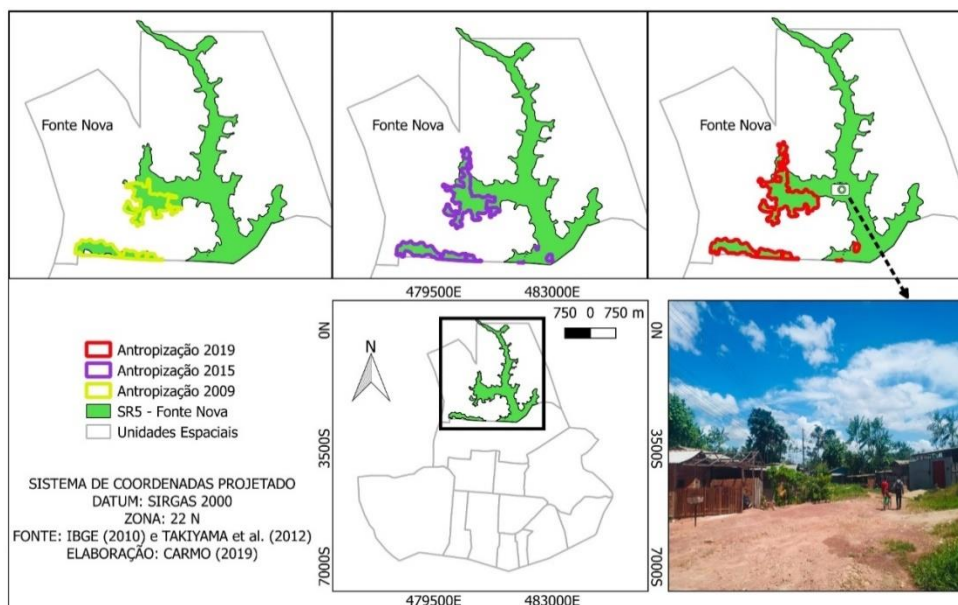 Fonte Nova
Fonte Nova
Fonte Nova
479500E 483000E
750 0 750 m
0N
0N
N
3500S
3500S
7000S
7000S
479500E 483000E
Antropização 2019
Antropização 2015
Antropização 2009
SR5 - Fonte Nova
Unidades Espaciais
SISTEMA DE COORDENADAS PROJETADO
DATUM: SIRGAS 2000
ZONA: 22 N
FONTE: IBGE (2010) e TAKIYAMA et al. (2012)
ELABORAÇÃO: CARMO (2019)